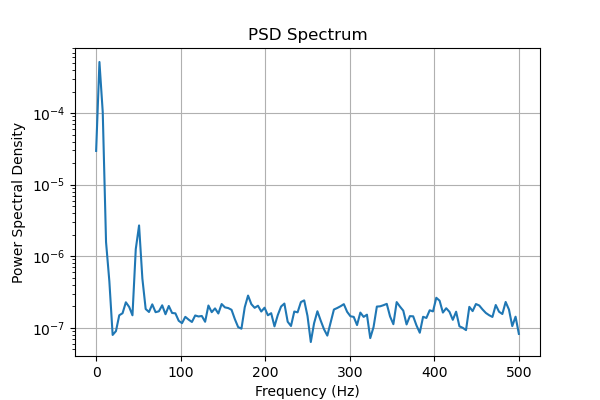 PSD Spectrum
Power Spectral Density
10⁻⁴
10⁻⁵
10⁻⁶
10⁻⁷
0 100 200 300 400 500
Frequency (Hz)